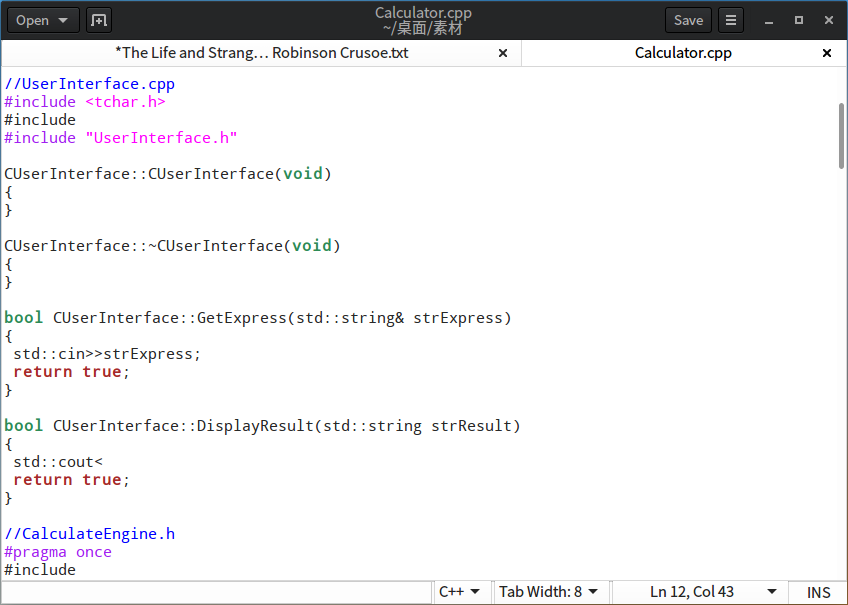 Open
Calculator.cpp
~/桌面/素材
Save
*The Life and Strang… Robinson Crusoe.txt
Calculator.cpp
//UserInterface.cpp
#include <tchar.h>
#include
#include "UserInterface.h"
CUserInterface::CUserInterface(void)
{
}
CUserInterface::~CUserInterface(void)
{
}
bool CUserInterface::GetExpress(std::string& strExpress)
{
std::cin>>strExpress;
return true;
}
bool CUserInterface::DisplayResult(std::string strResult)
{
std::cout<
return true;
}
//CalculateEngine.h
#pragma once
#include
C++
Tab Width: 8
Ln 12, Col 43
INS